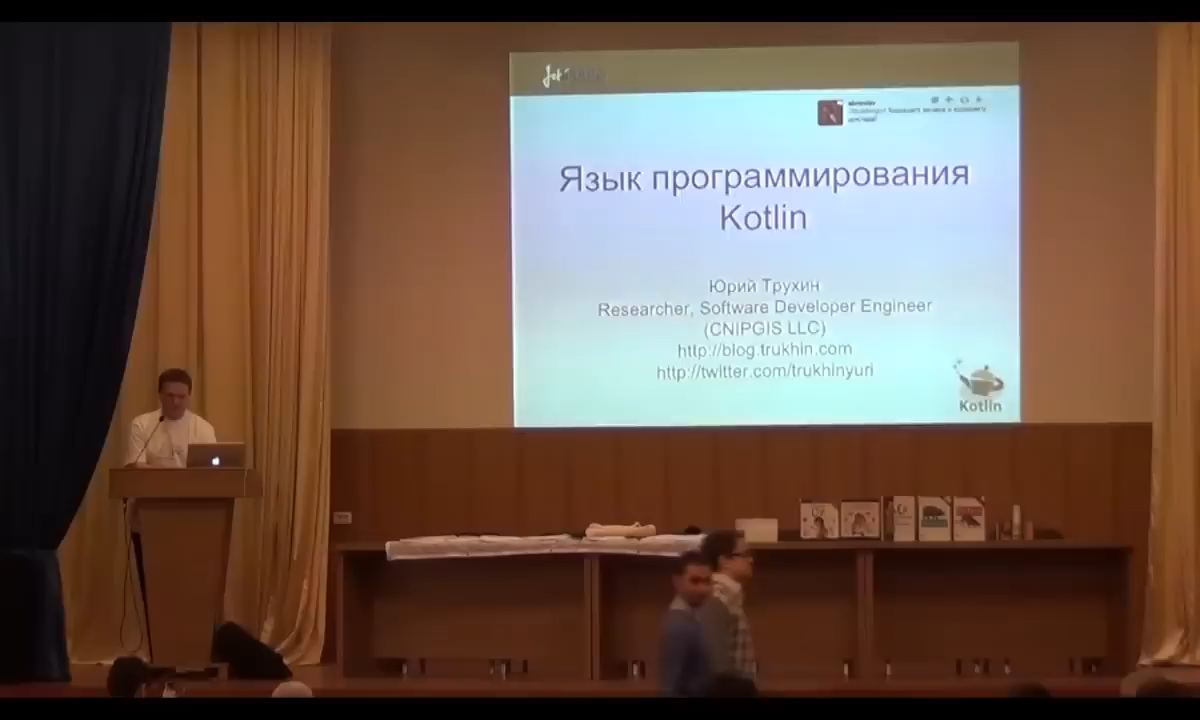 Язык программирования
Kotlin
Юрий Трухин
Researcher, Software Developer Engineer
(CNIPGIS LLC)
http://blog.trukhin.com
http://twitter.com/trukhinyuri
Kotlin